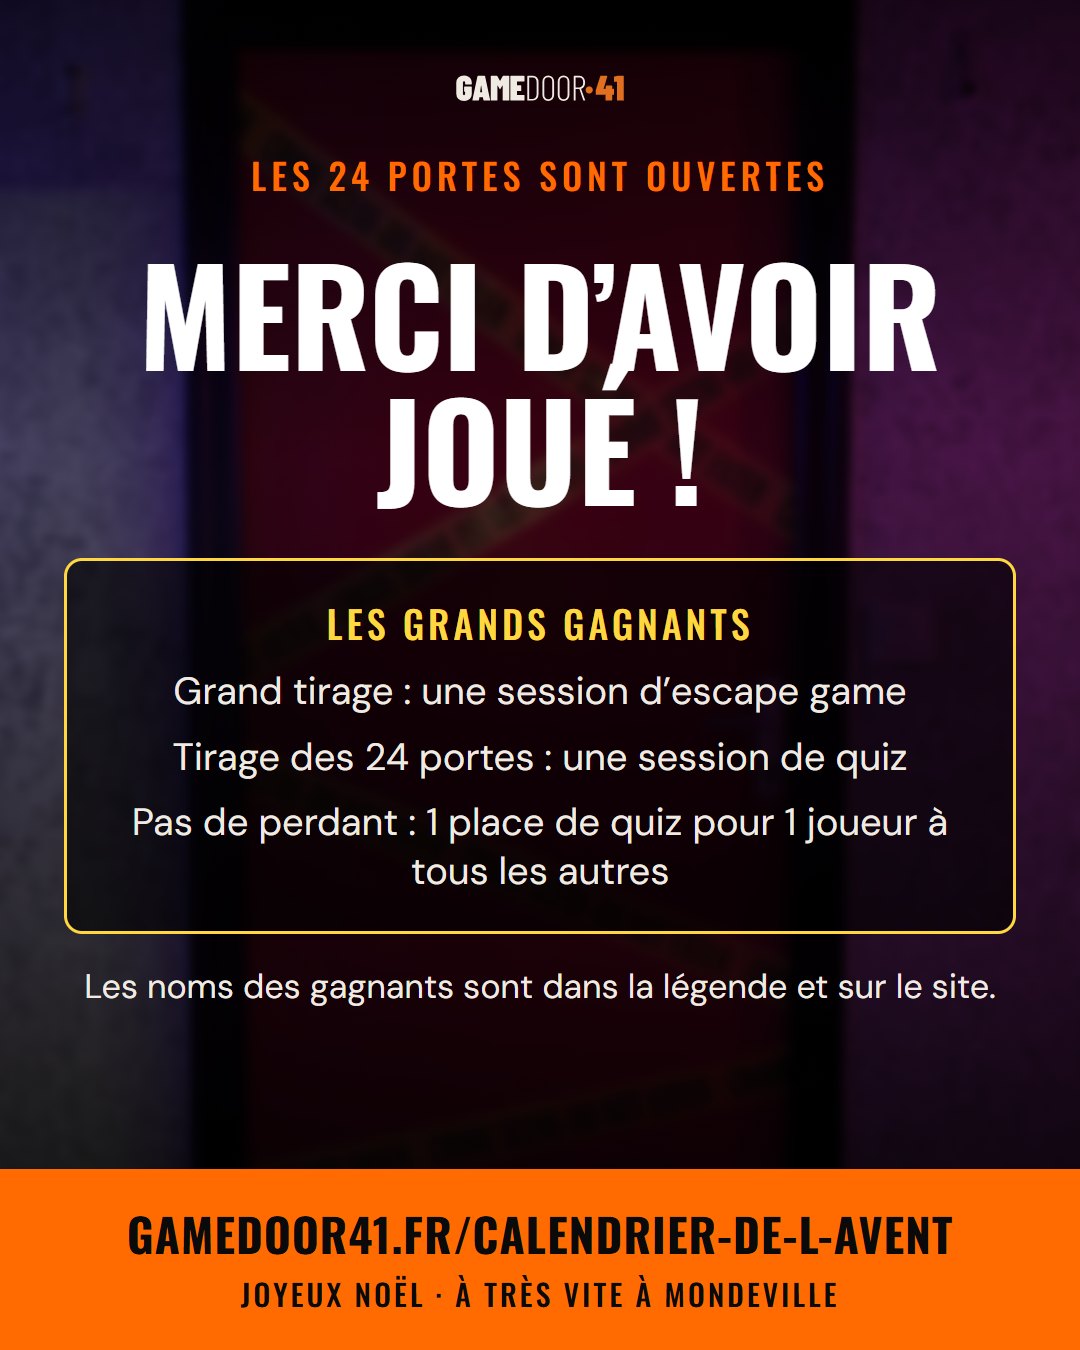 GAMEDOOR·41
LES 24 PORTES SONT OUVERTES
MERCI D’AVOIR
JOUÉ !
LES GRANDS GAGNANTS
Grand tirage : une session d’escape game
Tirage des 24 portes : une session de quiz
Pas de perdant : 1 place de quiz pour 1 joueur à
tous les autres
Les noms des gagnants sont dans la légende et sur le site.
GAMEDOOR41.FR/CALENDRIER-DE-L-AVENT
JOYEUX NOËL · À TRÈS VITE À MONDEVILLE